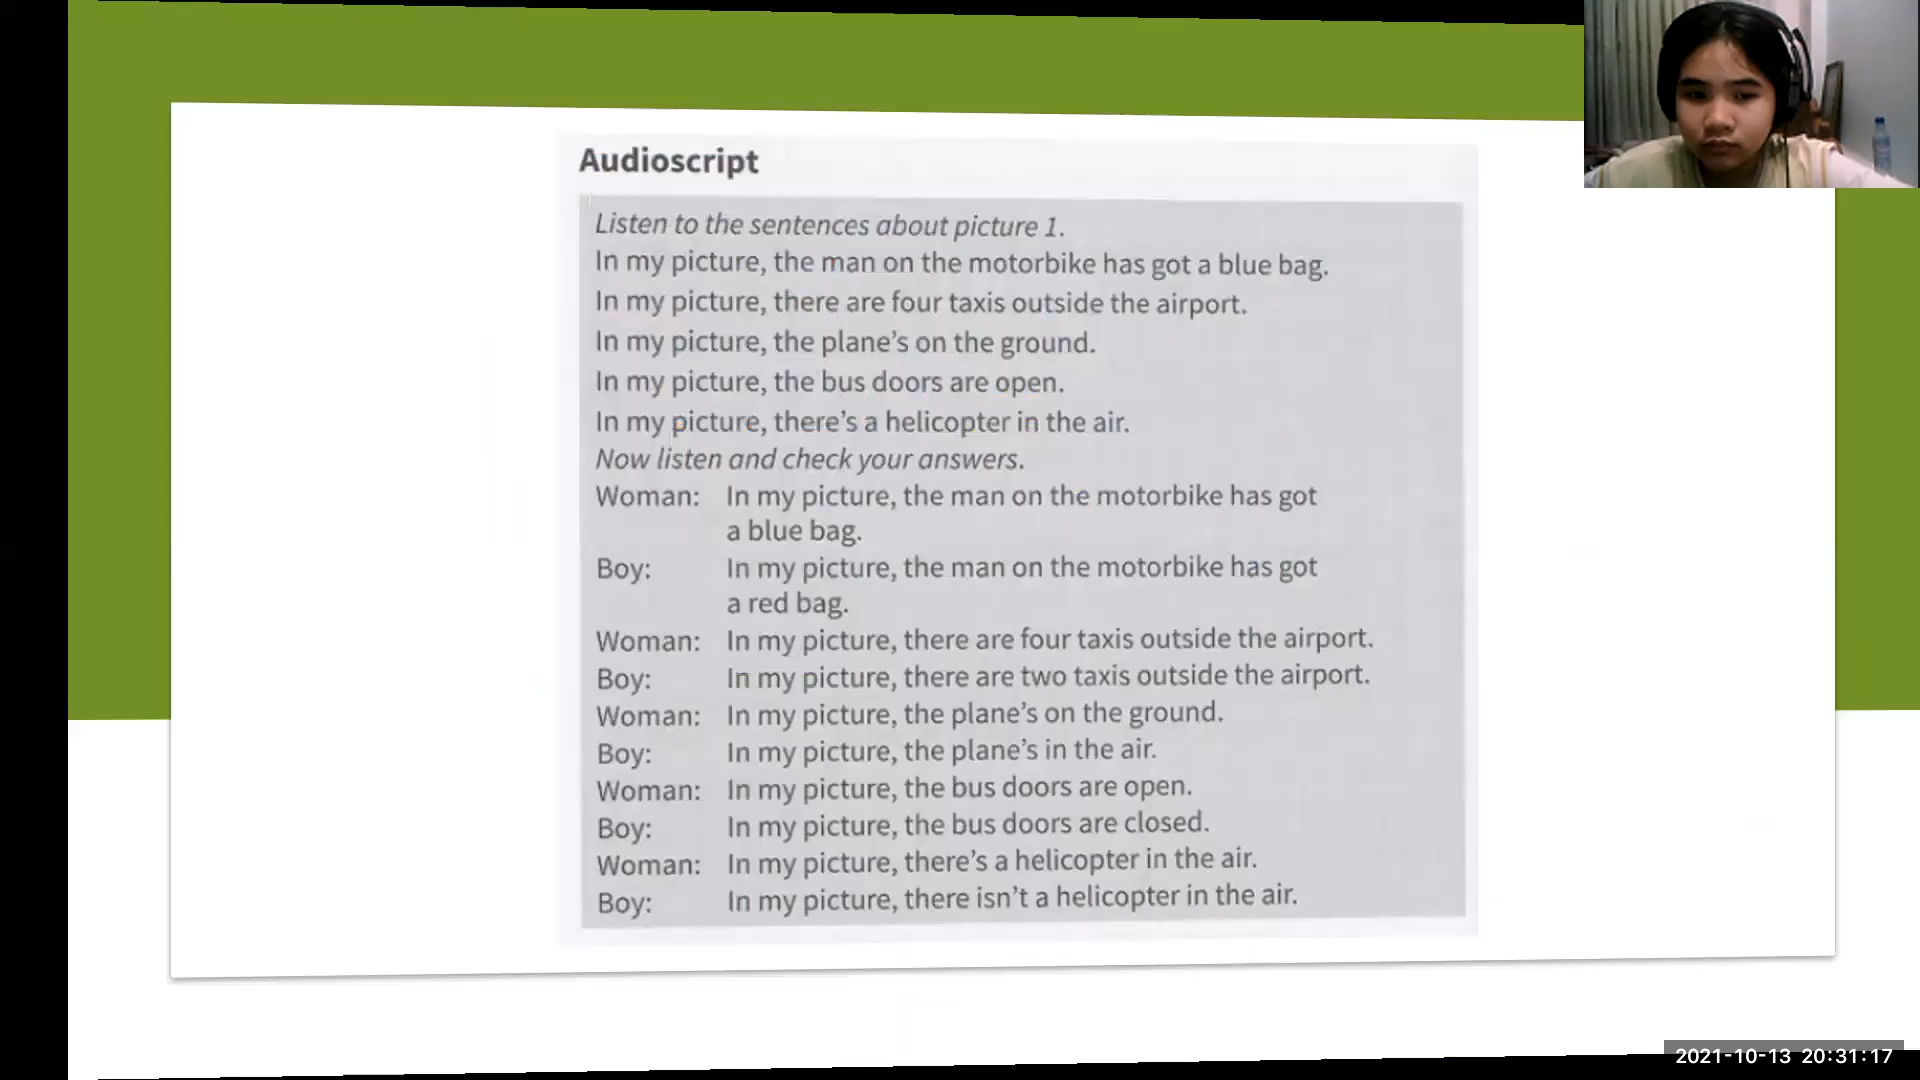 Audioscript
Listen to the sentences about picture 1.
In my picture, the man on the motorbike has got a blue bag.
In my picture, there are four taxis outside the airport.
In my picture, the plane's on the ground.
In my picture, the bus doors are open.
In my picture, there's a helicopter in the air.
Now listen and check your answers.
Woman: In my picture, the man on the motorbike has got
a blue bag.
Boy: In my picture, the man on the motorbike has got
a red bag.
Woman: In my picture, there are four taxis outside the airport.
Boy: In my picture, there are two taxis outside the airport.
Woman: In my picture, the plane's on the ground.
Boy: In my picture, the plane's in the air.
Woman: In my picture, the bus doors are open.
Boy: In my picture, the bus doors are closed.
Woman: In my picture, there's a helicopter in the air.
Boy: In my picture, there isn't a helicopter in the air.
2021-10-13 20:31:17